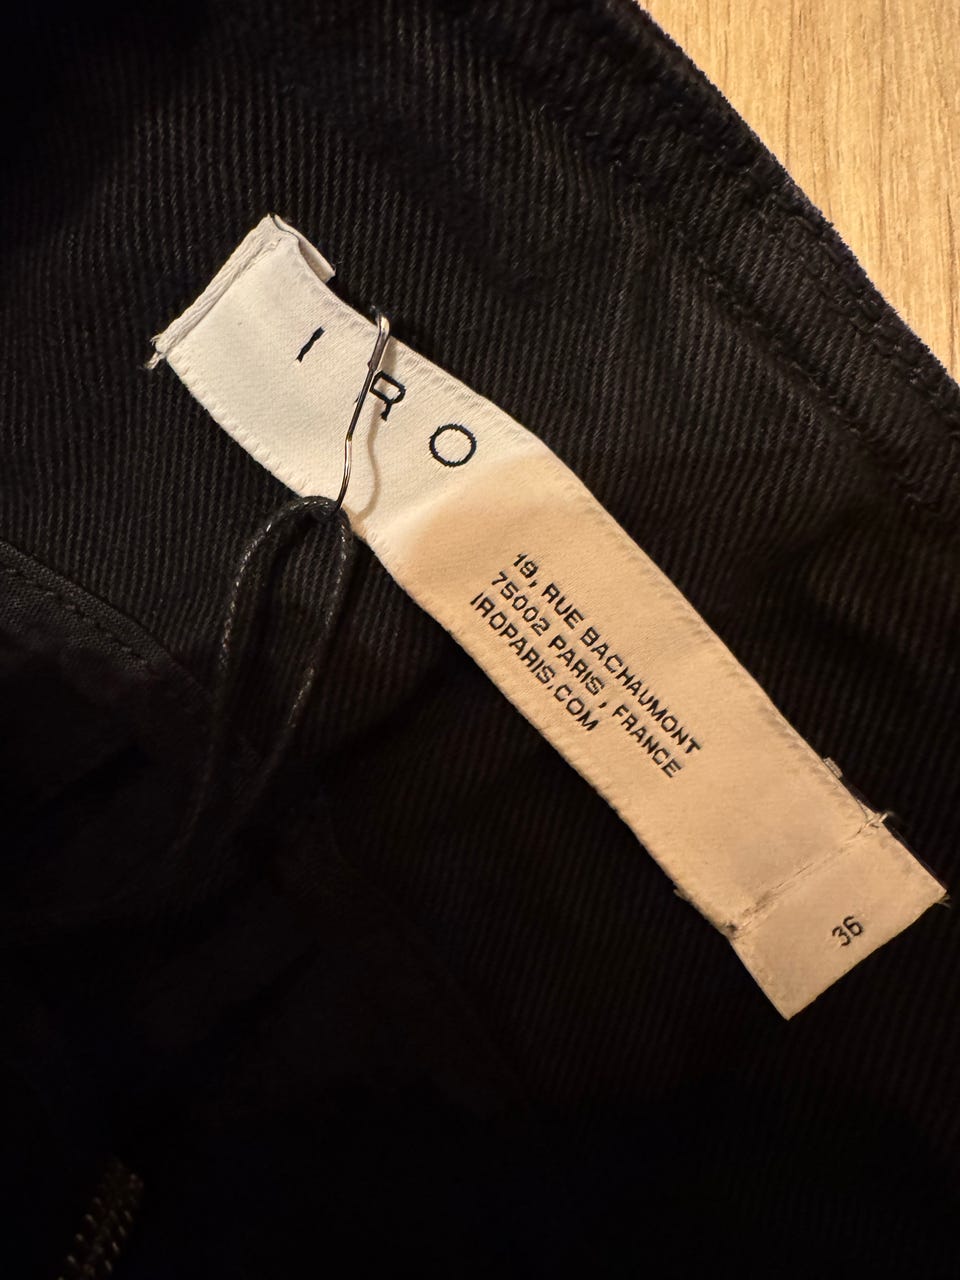 I R O
19, RUE BACHAUMONT
75002 PARIS, FRANCE
IROPARIS.COM
36